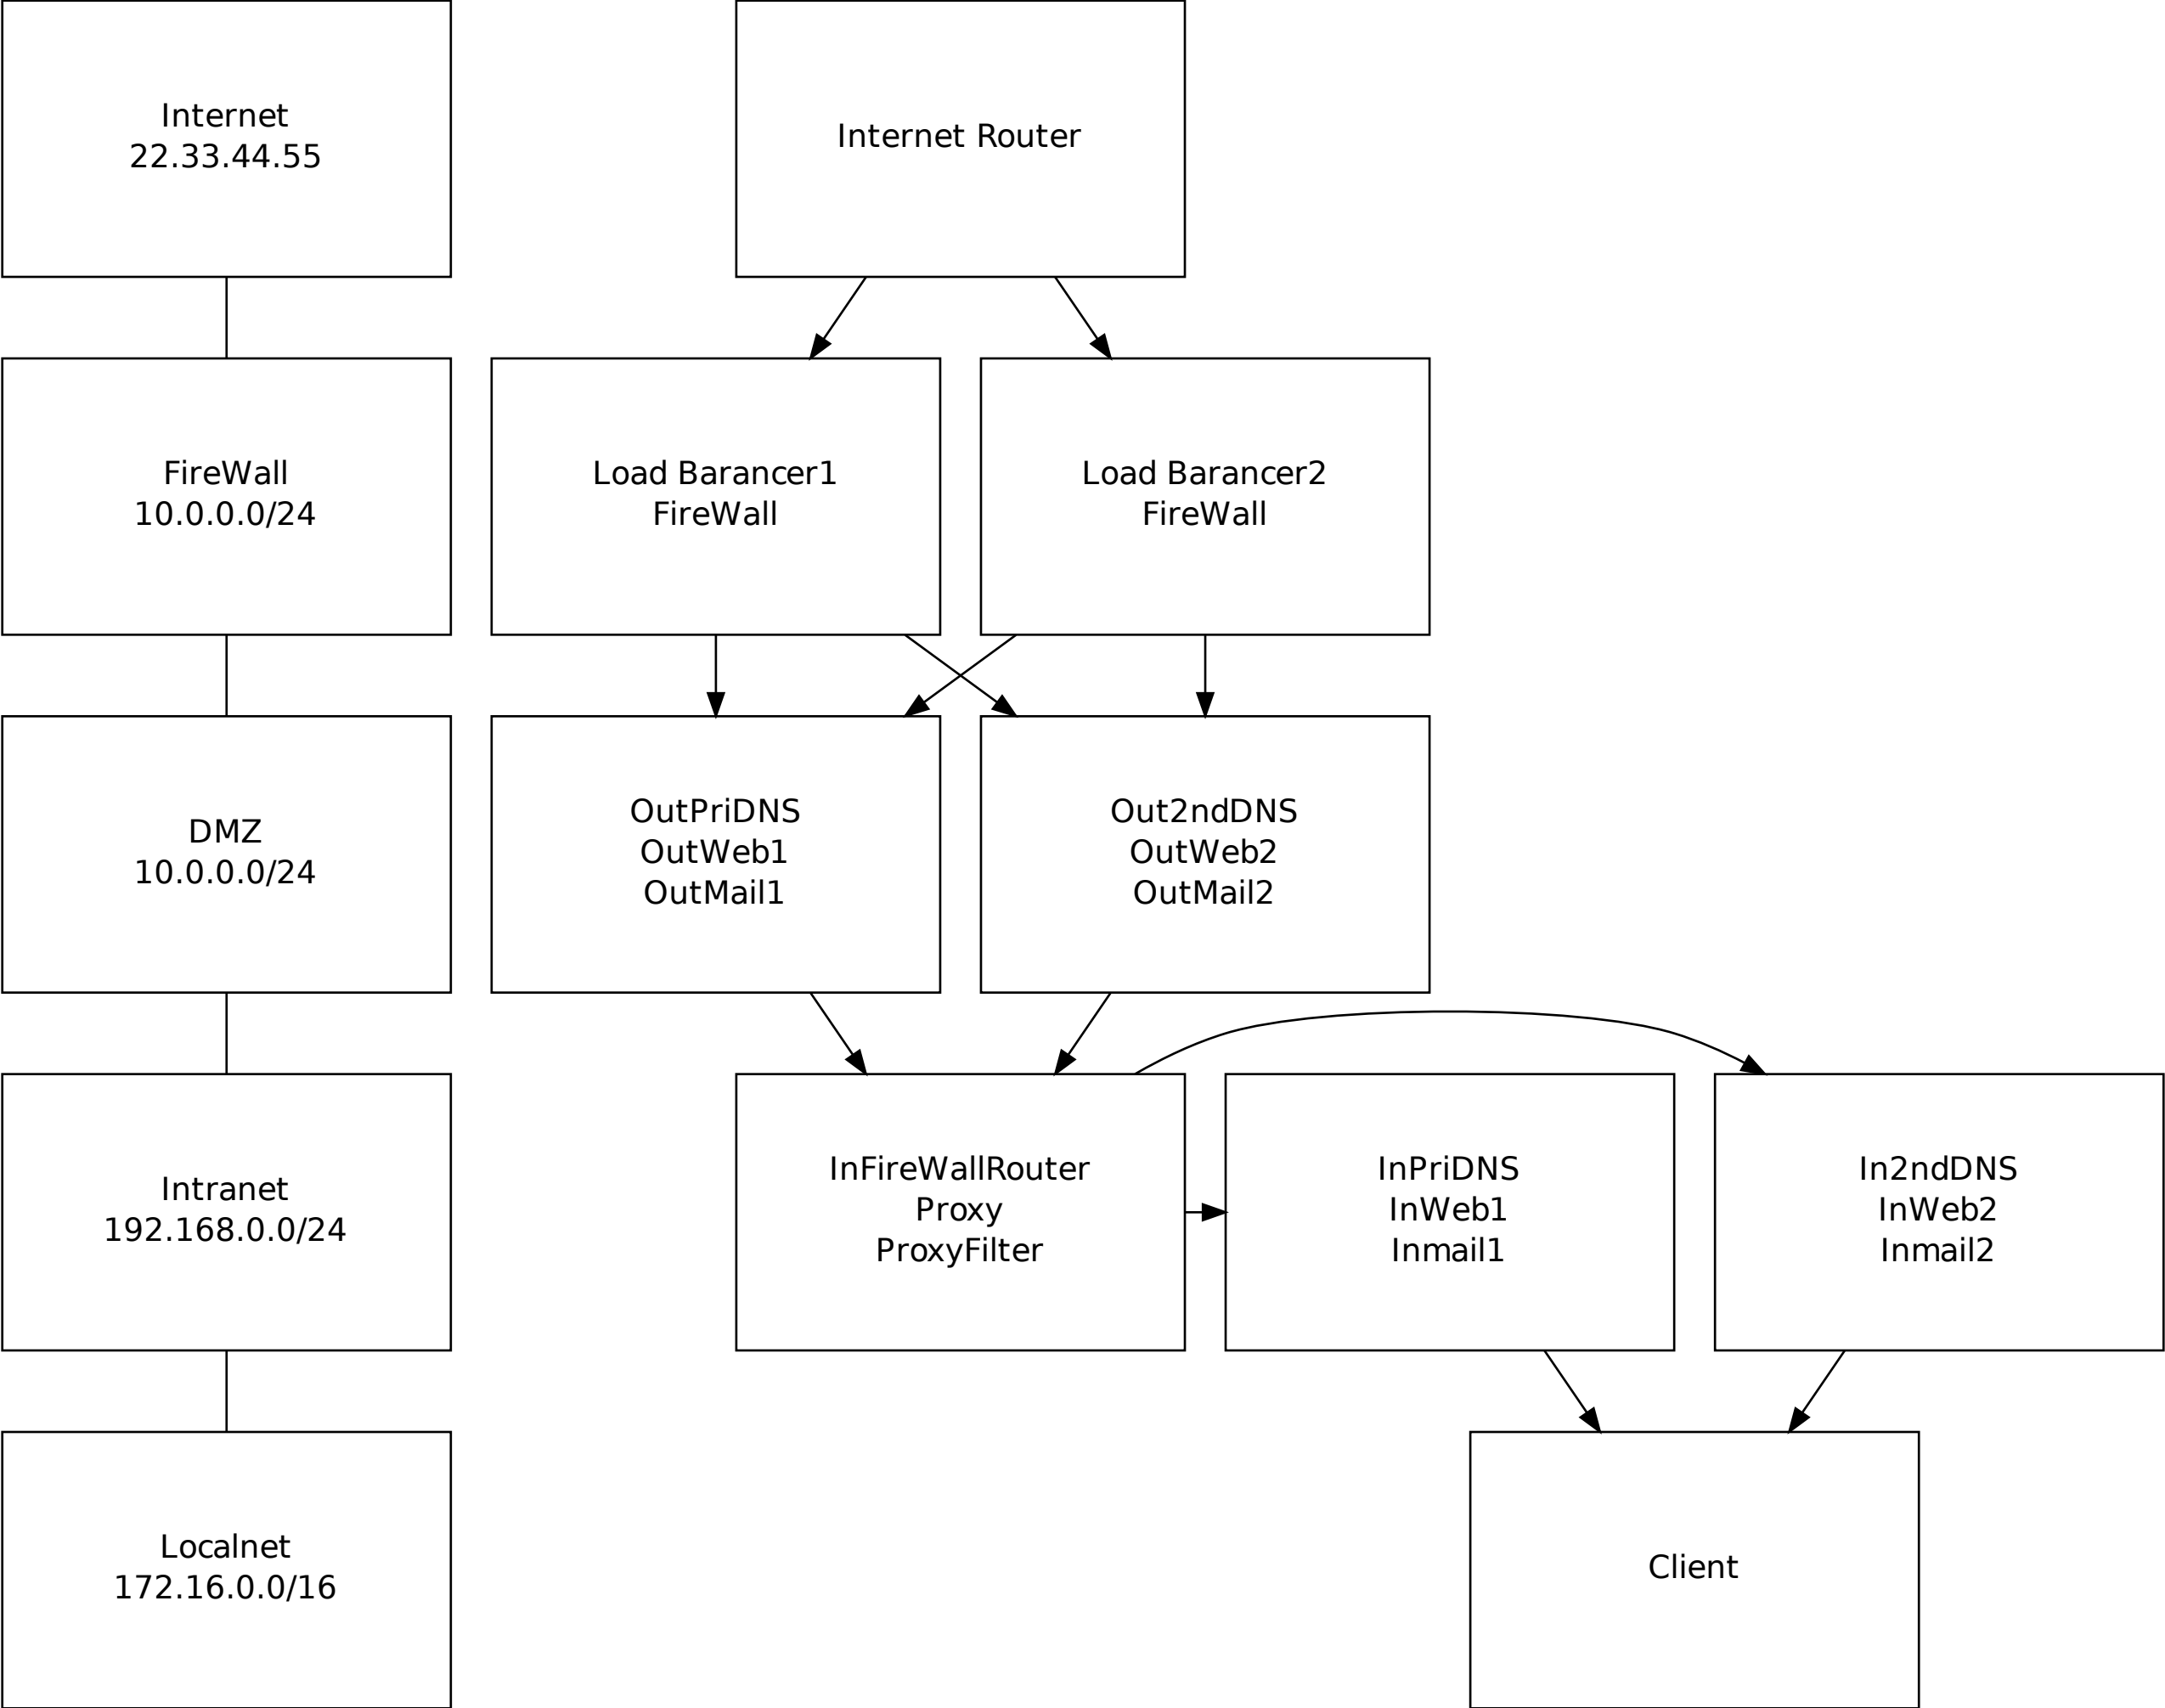 Internet
22.33.44.55
Internet Router
FireWall
10.0.0.0/24
Load Barancer1
FireWall
Load Barancer2
FireWall
DMZ
10.0.0.0/24
OutPriDNS
OutWeb1
OutMail1
Out2ndDNS
OutWeb2
OutMail2
Intranet
192.168.0.0/24
InFireWallRouter
Proxy
ProxyFilter
InPriDNS
InWeb1
Inmail1
In2ndDNS
InWeb2
Inmail2
Localnet
172.16.0.0/16
Client